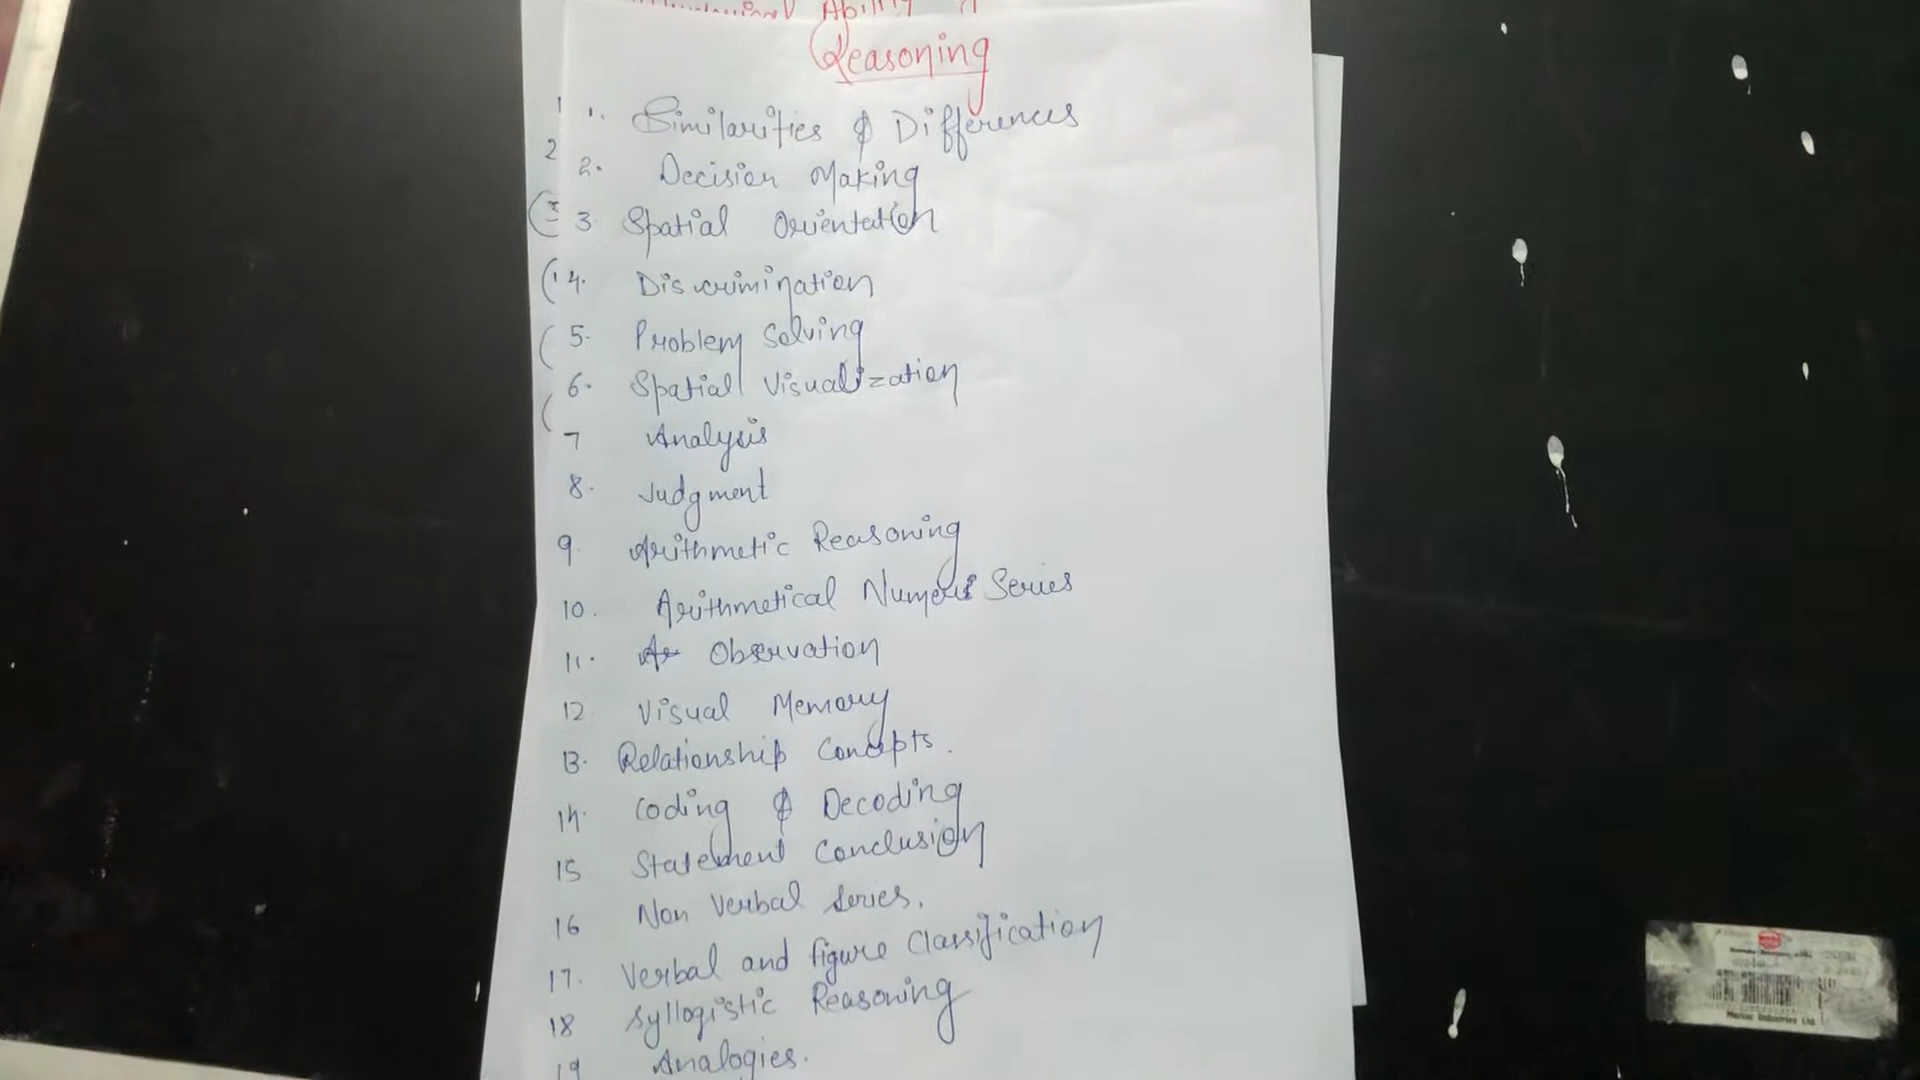 Ability
Reasoning
1. Similarities & Differences
2. Decision Making
3. Spatial Orientation
4. Discrimination
5. Problem Solving
6. Spatial Visualization
7 Analysis
8. Judgment
9. Arithmetic Reasoning
10. Arithmetical Number Series
11. Observation
12. Visual Memory
13. Relationship Concepts.
14. Coding & Decoding
15 Statement Conclusion
16 Non Verbal Series.
17. Verbal and figure Classification
18 Syllogistic Reasoning
19 Analogies.